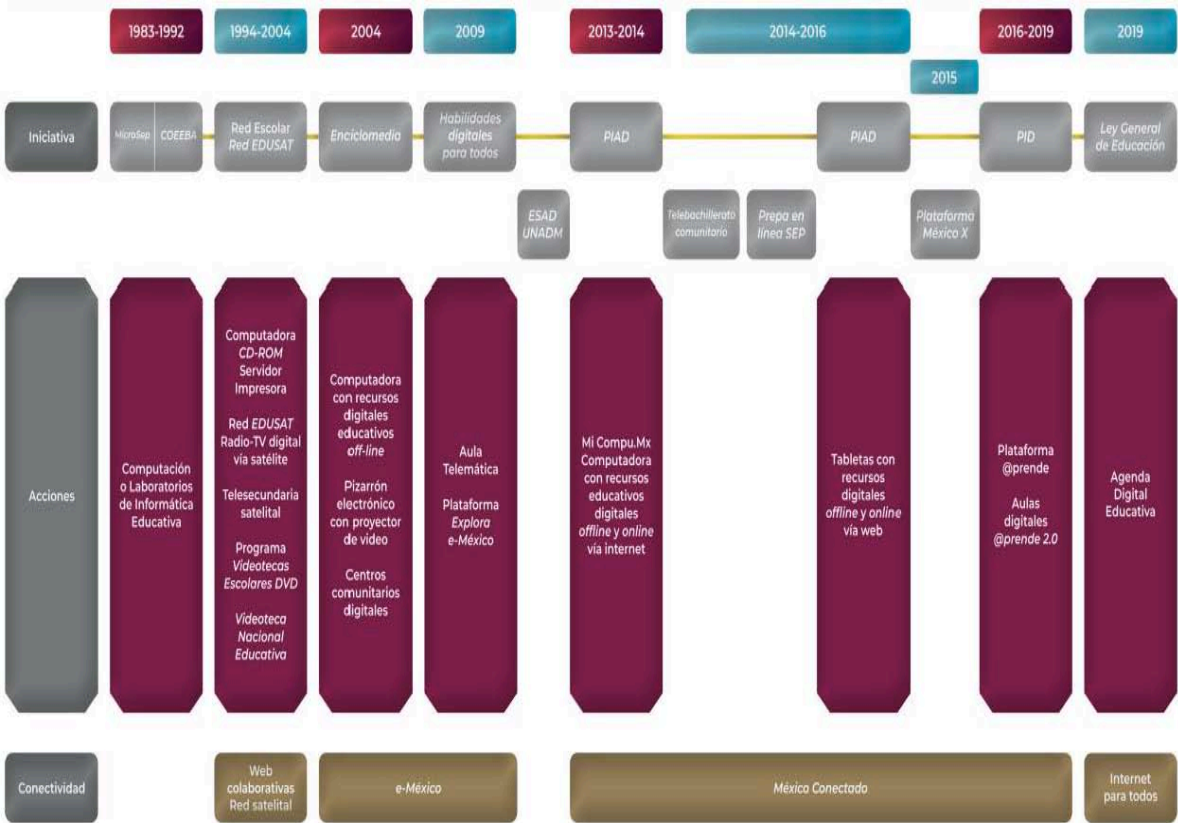 1983-1992
1994-2004
2004
2009
2013-2014
2014-2016
2016-2019
2019
2015
Iniciativa
MicroSep
COEEBA
Red Escolar
Red EDUSAT
Enciclomedia
Habilidades
digitales
para todos
PIAD
PIAD
PID
Ley General
de Educación
ESAD
UNADM
Telebachillerato
comunitario
Prepa en
línea SEP
Plataforma
México X
Acciones
Computación
o Laboratorios
de Informática
Educativa
Computadora
CD-ROM
Servidor
Impresora
Red EDUSAT
Radio-TV digital
vía satélite
Telesecundaria
satelital
Programa
Videotecas
Escolares DVD
Videoteca
Nacional
Educativa
Computadora
con recursos
digitales
educativos
off-line
Pizarrón
electrónico
con proyector
de video
Centros
comunitarios
digitales
Aula
Telemática
Plataforma
Explora
e-México
Mi Compu.Mx
Computadora
con recursos
educativos
digitales
offline y online
vía internet
Tabletas con
recursos
digitales
offline y online
vía web
Plataforma
@prende
Aulas
digitales
@prende 2.0
Agenda
Digital
Educativa
Conectividad
Web
colaborativas
Red satelital
e-México
México Conectado
Internet
para todos